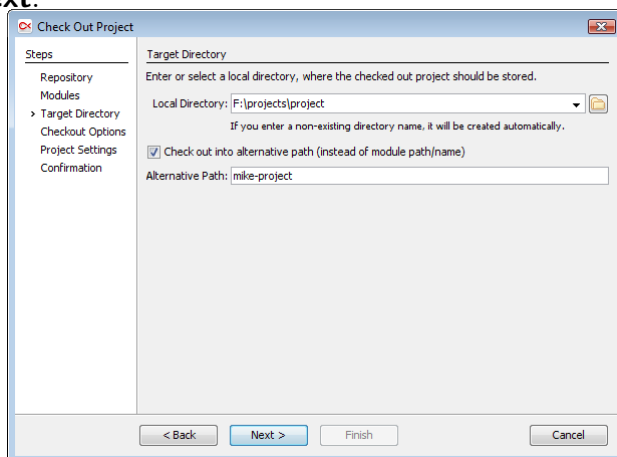 Check Out Project
Steps
Repository
Modules
› Target Directory
Checkout Options
Project Settings
Confirmation
Target Directory
Enter or select a local directory, where the checked out project should be stored.
Local Directory: F:\projects\project
If you enter a non-existing directory name, it will be created automatically.
Check out into alternative path (instead of module path/name)
Alternative Path: mike-project
< Back
Next >
Finish
Cancel